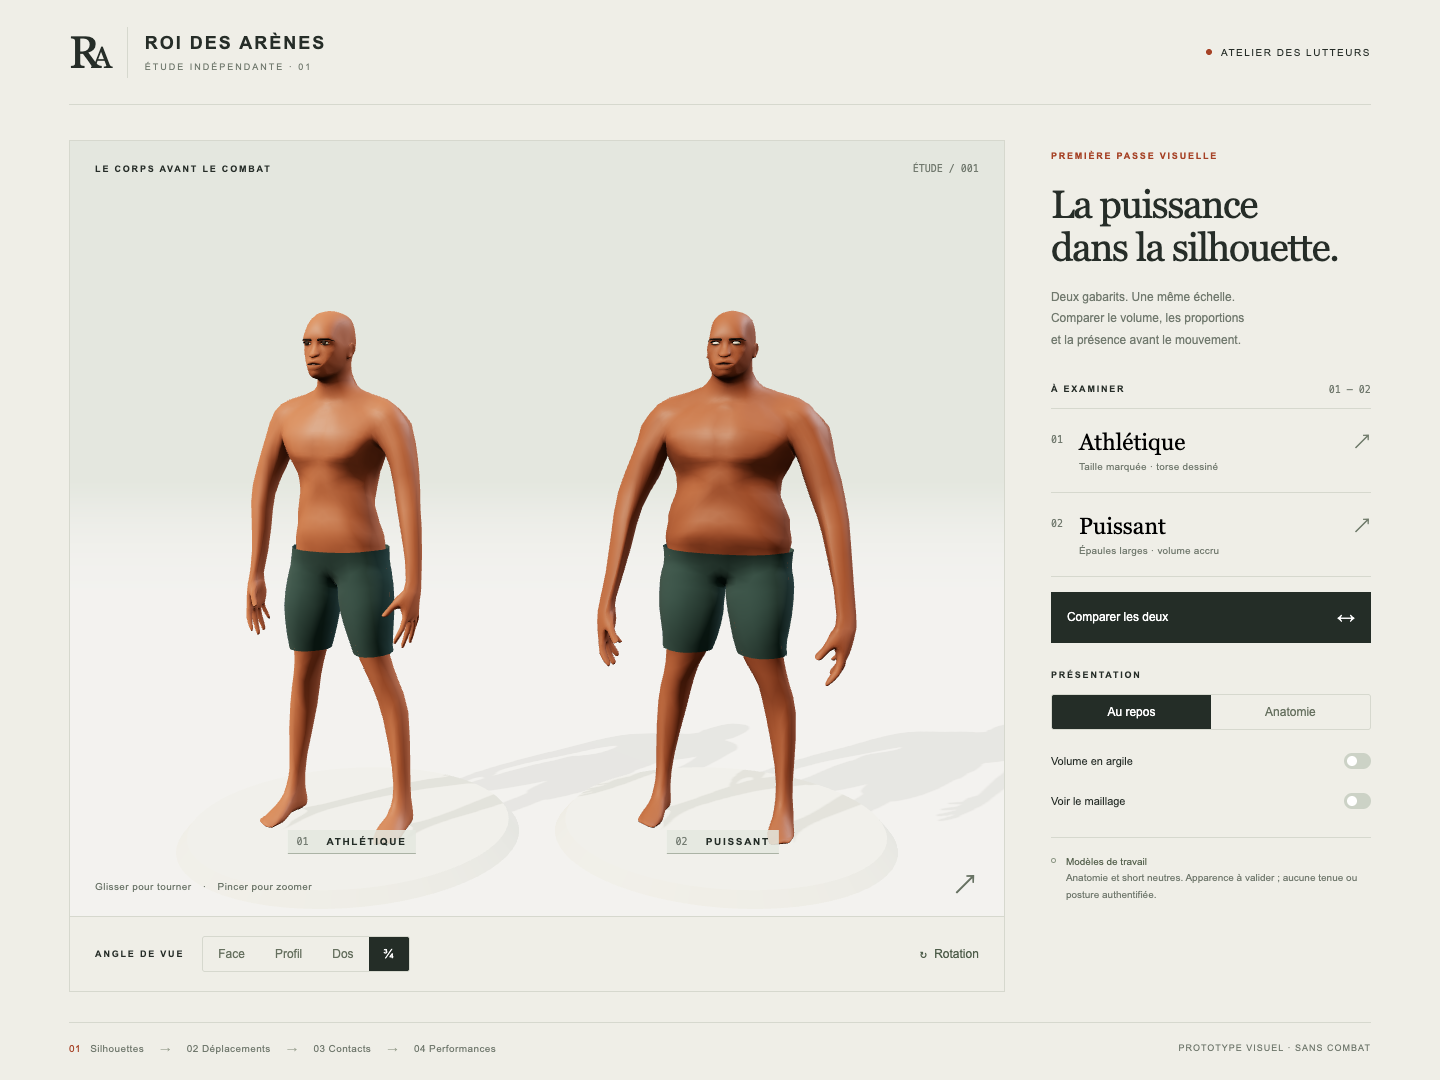 RA
ROI DES ARÈNES
ÉTUDE INDÉPENDANTE · 01
ATELIER DES LUTTEURS
LE CORPS AVANT LE COMBAT
ÉTUDE / 001
01 ATHLÉTIQUE
02 PUISSANT
Glisser pour tourner · Pincer pour zoomer
ANGLE DE VUE
Face
Profil
Dos
¾
↻ Rotation
PREMIÈRE PASSE VISUELLE
La puissance
dans la silhouette.
Deux gabarits. Une même échelle.
Comparer le volume, les proportions
et la présence avant le mouvement.
À EXAMINER
01 — 02
01 Athlétique
Taille marquée · torse dessiné
02 Puissant
Épaules larges · volume accru
Comparer les deux
PRÉSENTATION
Au repos
Anatomie
Volume en argile
Voir le maillage
Modèles de travail
Anatomie et short neutres. Apparence à valider ; aucune tenue ou
posture authentifiée.
01 Silhouettes → 02 Déplacements → 03 Contacts → 04 Performances
PROTOTYPE VISUEL · SANS COMBAT